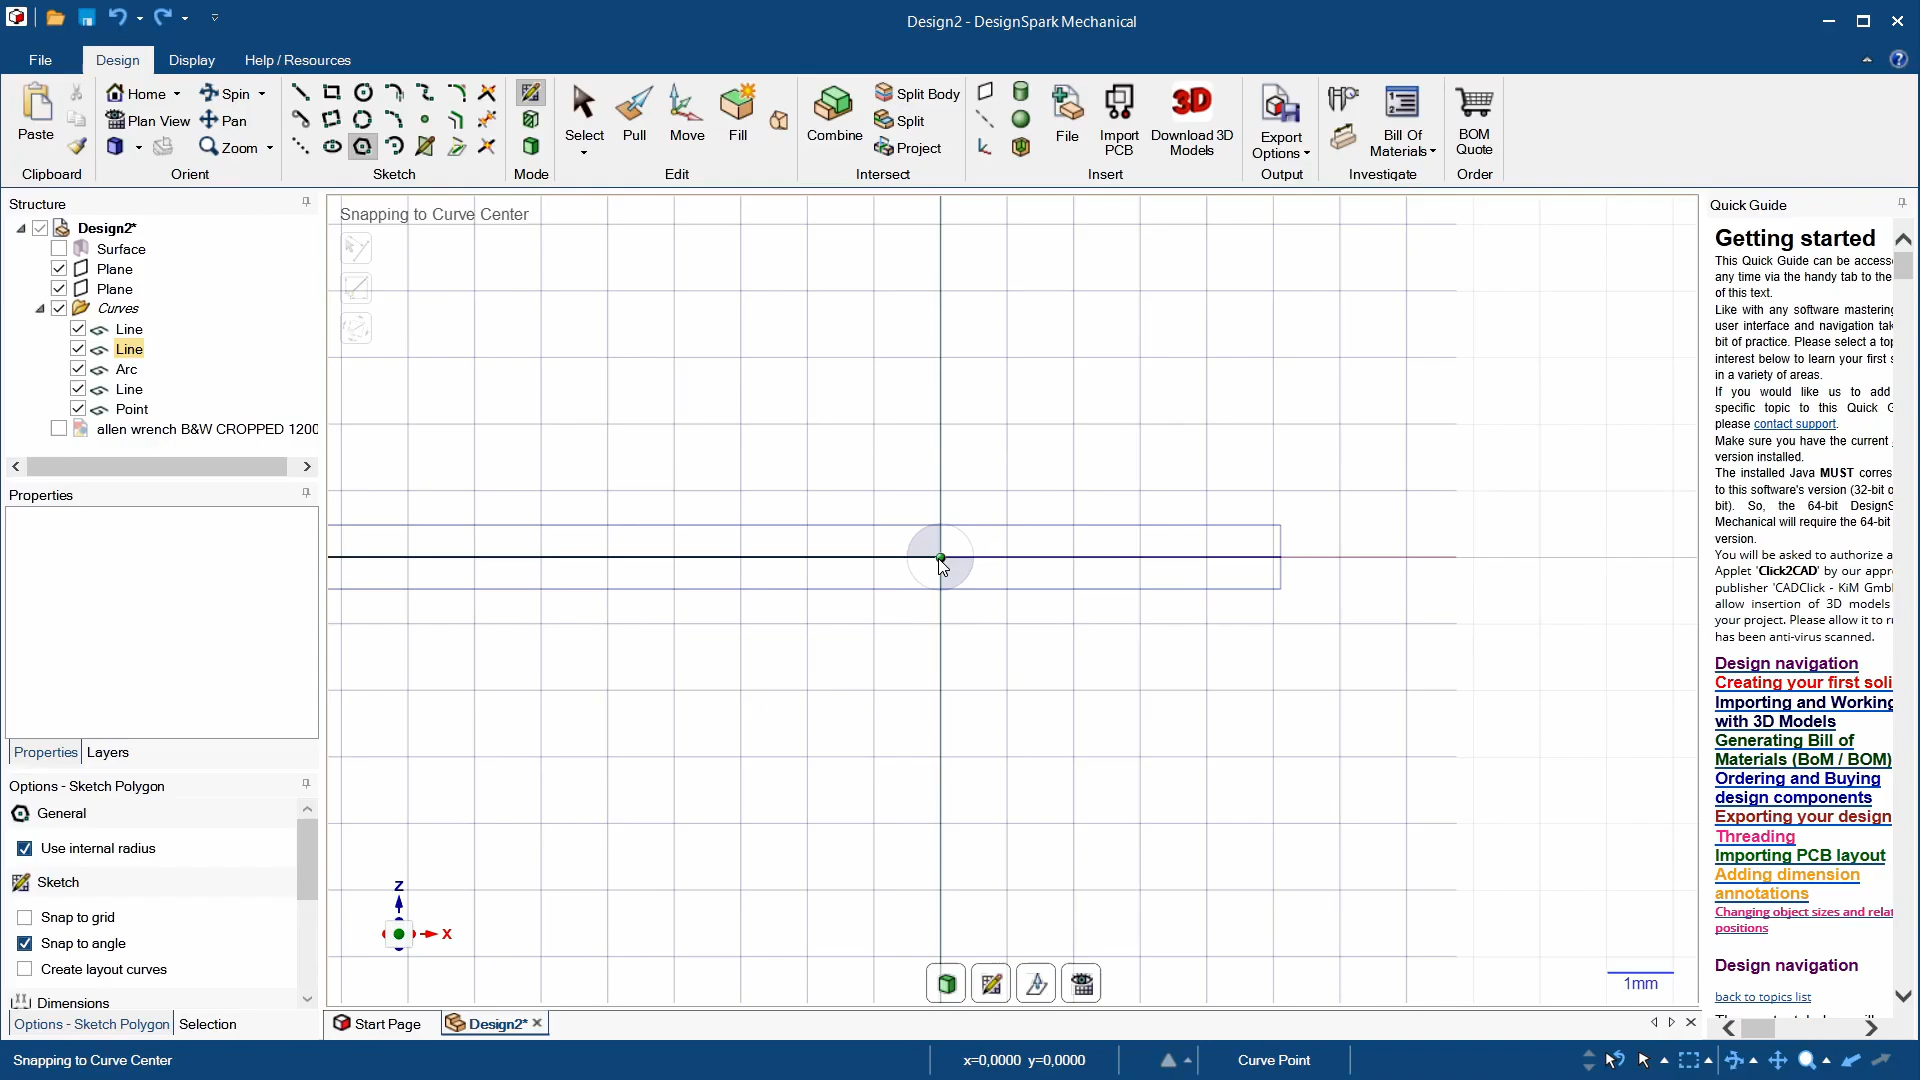 Design2 - DesignSpark Mechanical
File
Design
Display
Help / Resources
Paste
Clipboard
Home
Spin
Plan View
Pan
Zoom
Orient
Sketch
Mode
Select
Pull
Move
Fill
Edit
Combine
Split Body
Split
Project
Intersect
File
Import
PCB
3D
Download 3D
Models
Insert
Export
Options
Output
Bill Of
Materials
Investigate
BOM
Quote
Order
Structure
Design2*
Surface
Plane
Plane
Curves
Line
Line
Arc
Line
Point
allen wrench B&W CROPPED 1200
Properties
Properties
Layers
Options - Sketch Polygon
General
Use internal radius
Sketch
Snap to grid
Snap to angle
Create layout curves
Dimensions
Options - Sketch Polygon
Selection
Snapping to Curve Center
Z
X
1mm
Start Page
Design2*
Quick Guide
Getting started
This Quick Guide can be
any time via the handy tab to the
of this text.
Like with any software
user interface and navigation
bit of practice. Please select a
interest below to learn your first
in a variety of areas.
If you would like us to add
specific topic to this Quick
please contact support.
Make sure you have the current
version installed.
The installed Java MUST
to this software's version (32-bit
bit). So, the 64-bit
Mechanical will require the 64-bit
version.
You will be asked to authorize a
Applet 'Click2CAD' by our
publisher 'CADClick - KiM
allow insertion of 3D models
your project. Please allow it to
has been anti-virus scanned.
Design navigation
Creating your first
Importing and Working
with 3D Models
Generating Bill of
Materials (BoM / BOM)
Ordering and Buying
design components
Exporting your design
Threading
Importing PCB layout
Adding dimension
annotations
Changing object sizes and
positions
Design navigation
back to topics list
Snapping to Curve Center
x=0,0000 y=0,0000
Curve Point